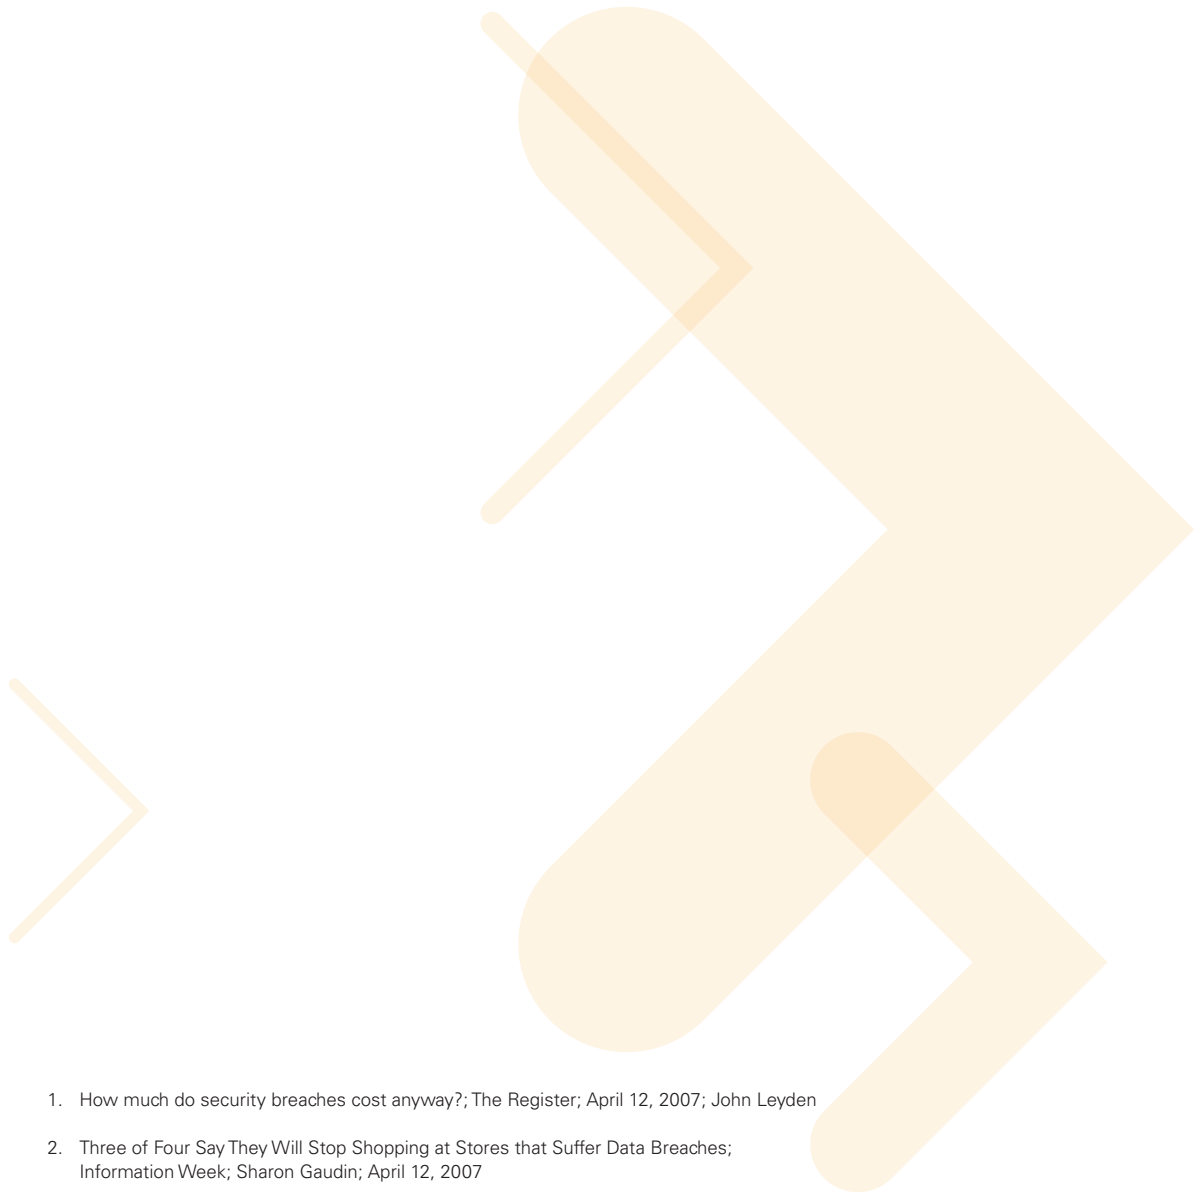 1. How much do security breaches cost anyway?; The Register; April 12, 2007; John Leyden
2. Three of Four Say They Will Stop Shopping at Stores that Suffer Data Breaches;
Information Week; Sharon Gaudin; April 12, 2007